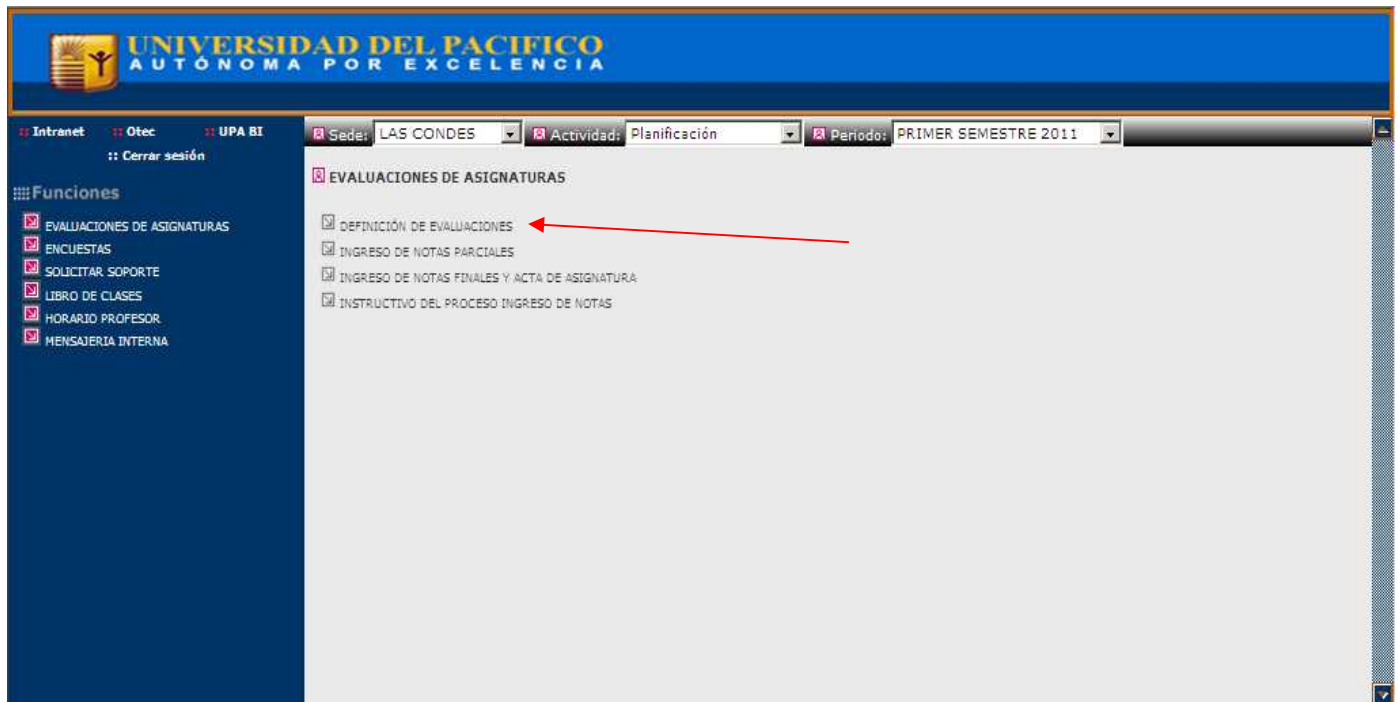 UNIVERSIDAD DEL PACIFICO
AUTÓNOMA POR EXCELENCIA
:: Intranet :: Otec :: UPA BI
:: Cerrar sesión
Sede: LAS CONDES Actividad: Planificación Periodo: PRIMER SEMESTRE 2011
Funciones
EVALUACIONES DE ASIGNATURAS
ENCUESTAS
SOLICITAR SOPORTE
LIBRO DE CLASES
HORARIO PROFESOR
MENSAJERIA INTERNA
EVALUACIONES DE ASIGNATURAS
DEFINICIÓN DE EVALUACIONES
INGRESO DE NOTAS PARCIALES
INGRESO DE NOTAS FINALES Y ACTA DE ASIGNATURA
INSTRUCTIVO DEL PROCESO INGRESO DE NOTAS